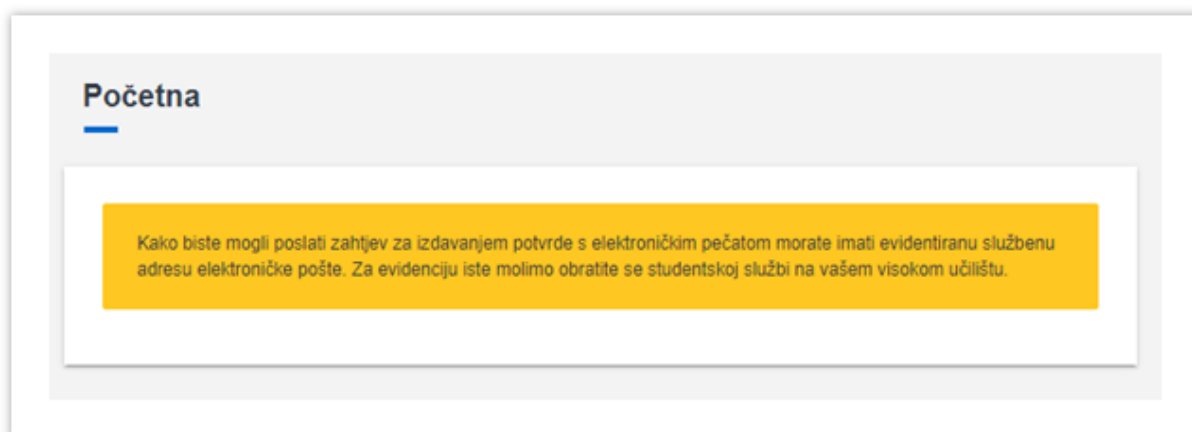 Početna
Kako biste mogli poslati zahtjev za izdavanjem potvrde s elektroničkim pečatom morate imati evidentiranu službenu
adresu elektroničke pošte. Za evidenciju iste molimo obratite se studentskoj službi na vašem visokom učilištu.